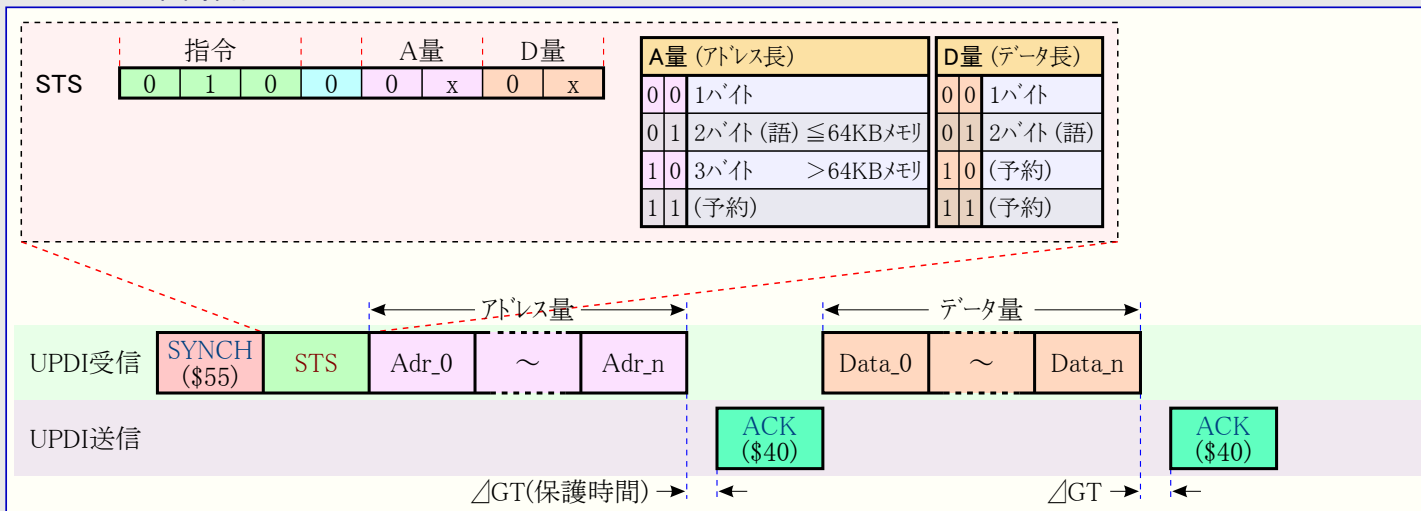 指令 A量 D量
STS 0 1 0 0 0 x 0 x
A量 (アドレス長)
0 0 1バイト
0 1 2バイト (語) ≦64KBメモリ
1 0 3バイト >64KBメモリ
1 1 (予約)
D量 (データ長)
0 0 1バイト
0 1 2バイト (語)
1 0 (予約)
1 1 (予約)
アドレス量 データ量
UPDI受信 SYNCH ($55) STS Adr_0 ~ Adr_n Data_0 ~ Data_n
UPDI送信 ACK ($40) ACK ($40)
⊿GT(保護時間) ⊿GT